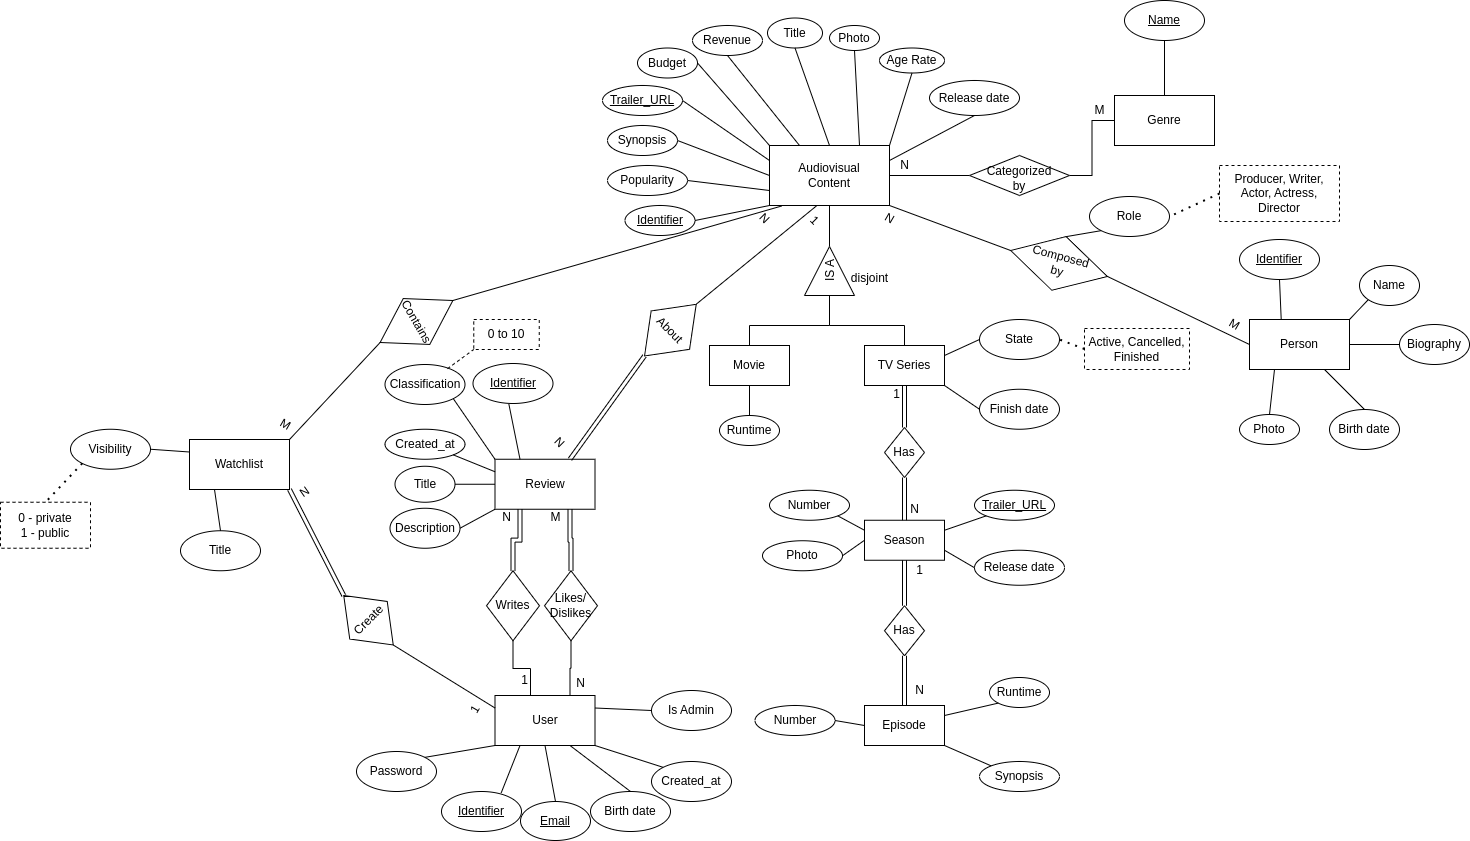 Name
Title
Revenue
Photo
Budget
Age Rate
Trailer_URL
Release date
Genre
M
Synopsis
Audiovisual
Content
N
Categorized
by
Popularity
Producer, Writer,
Actor, Actress,
Director
Identifier
N
1
N
Role
Composed
by
Identifier
IS A
disjoint
Name
Contains
About
0 to 10
M
State
Active, Cancelled,
Finished
Person
Biography
Movie
TV Series
Classification
Identifier
1
Finish date
Runtime
Photo
Birth date
M
N
Created_at
Visibility
Watchlist
Has
Title
Review
N
Number
Trailer_URL
N
0 - private
1 - public
Description
N
M
Season
Title
Photo
Release date
1
Create
Writes
Likes/
Dislikes
Has
1
N
1
N
Runtime
Is Admin
User
Number
Episode
Password
Created_at
Synopsis
Identifier
Email
Birth date